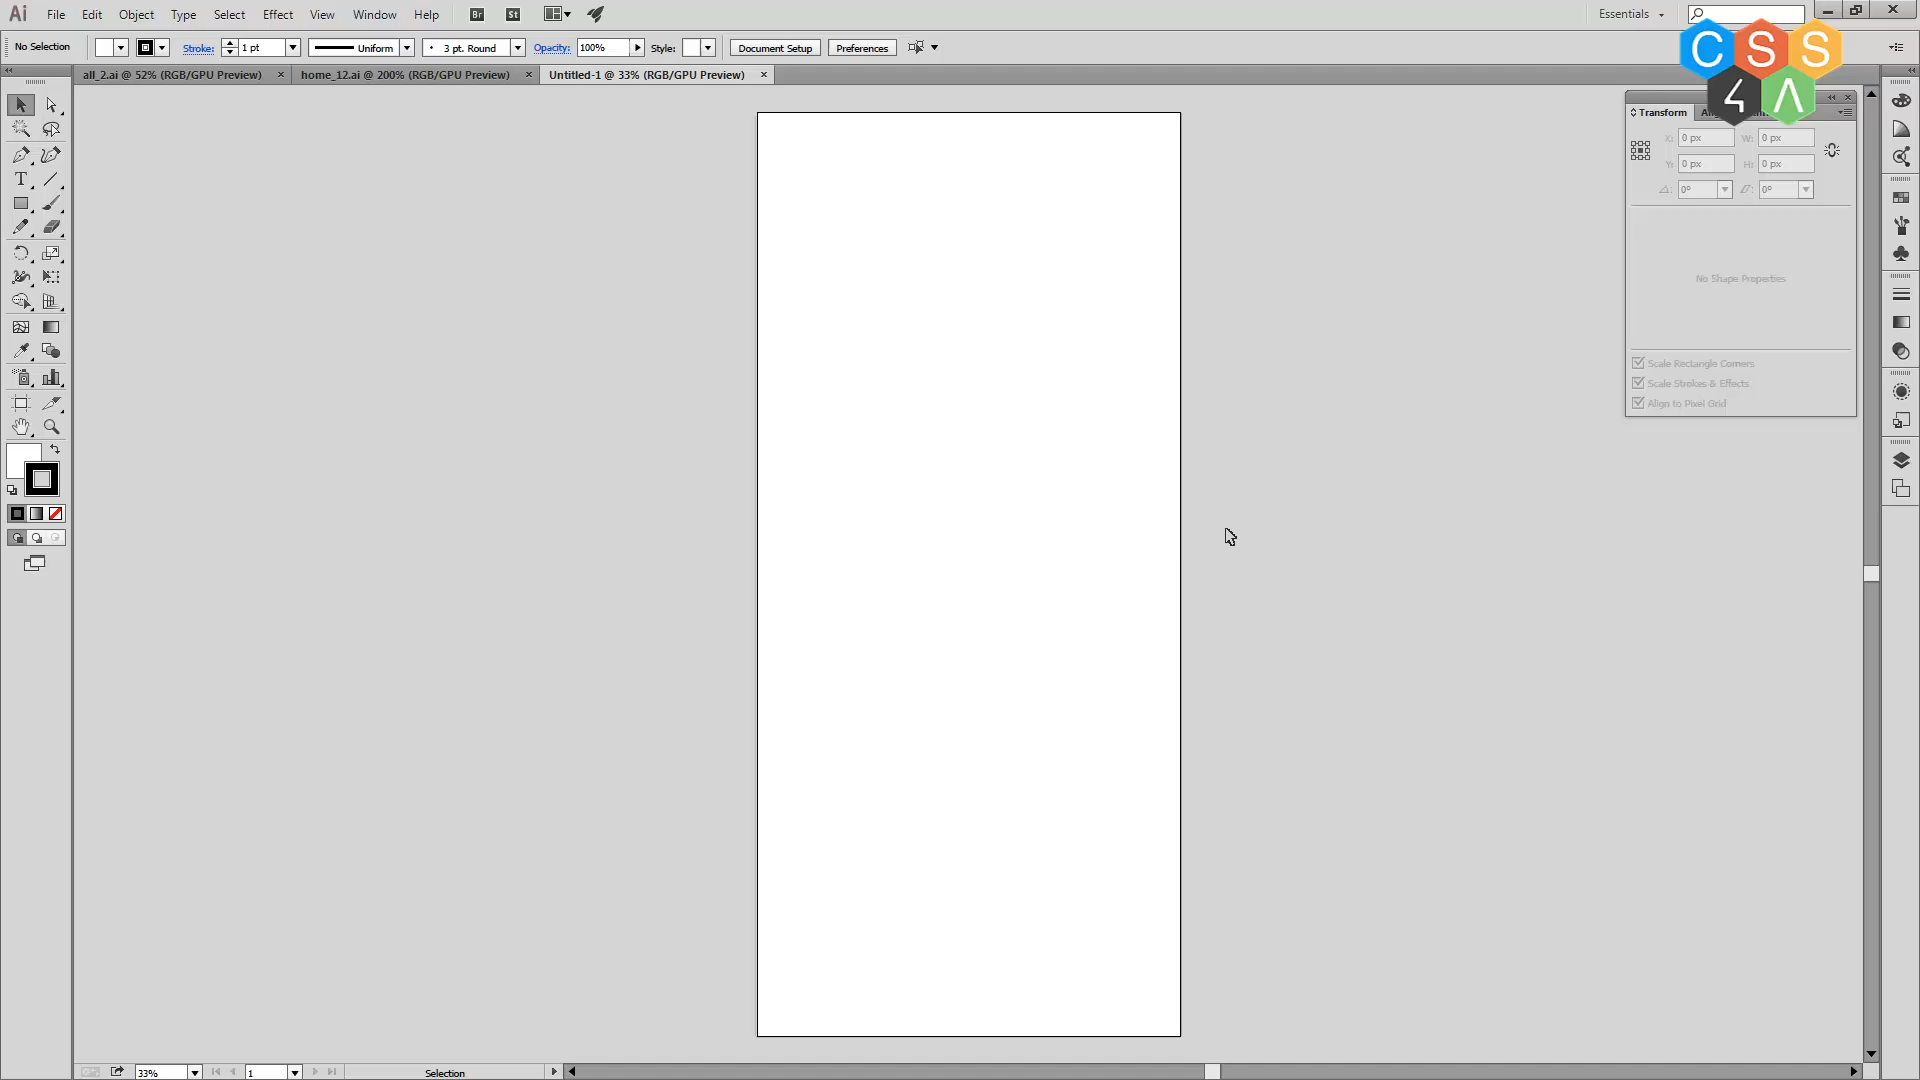 Ai File Edit Object Type Select Effect View Window Help Br St Essentials
No Selection Stroke: 1 pt Uniform 3 pt. Round Opacity: 100% Style: Document Setup Preferences
all_2.ai @ 52% (RGB/GPU Preview) × home_12.ai @ 200% (RGB/GPU Preview) × Untitled-1 @ 33% (RGB/GPU Preview) ×
CSS
4Λ
Transform
X: 0 px W: 0 px
Y: 0 px H: 0 px
0° 0°
No Shape Properties
Scale Rectangle Corners
Scale Strokes & Effects
Align to Pixel Grid
33% 1 Selection